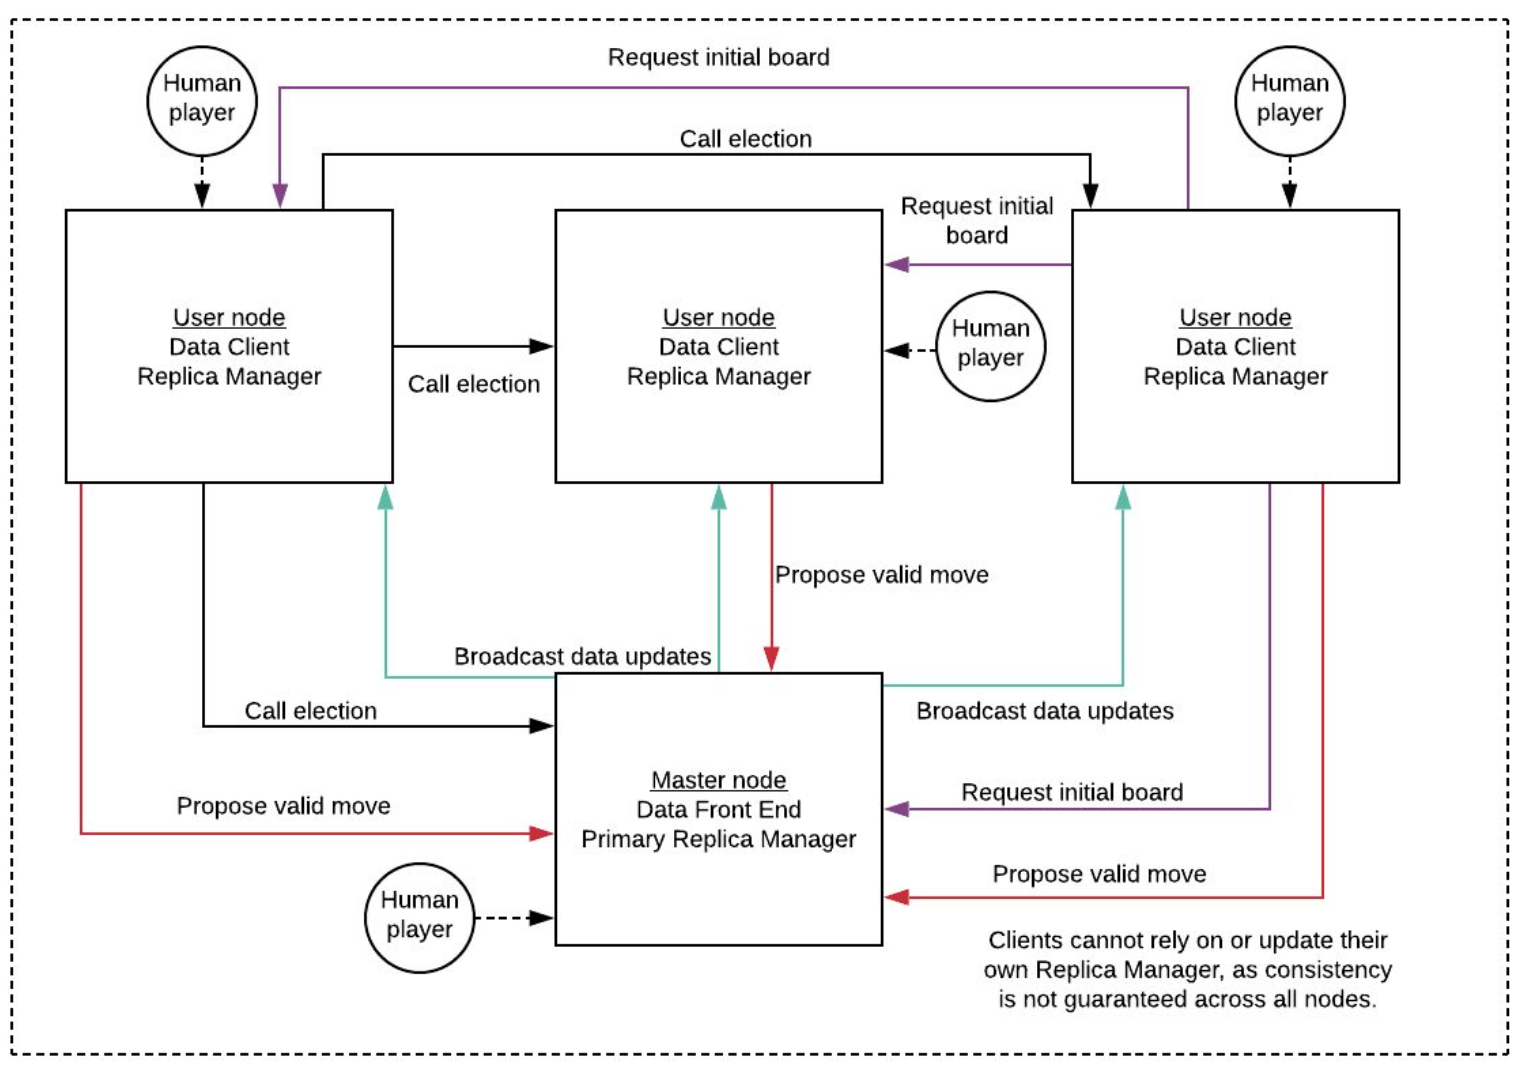 Request initial board
Human
player
Human
player
Call election
Request initial
board
User node
Data Client
Replica Manager
Call election
User node
Data Client
Replica Manager
Human
player
User node
Data Client
Replica Manager
Propose valid move
Broadcast data updates
Call election
Broadcast data updates
Propose valid move
Master node
Data Front End
Primary Replica Manager
Request initial board
Propose valid move
Human
player
Clients cannot rely on or update their
own Replica Manager, as consistency
is not guaranteed across all nodes.